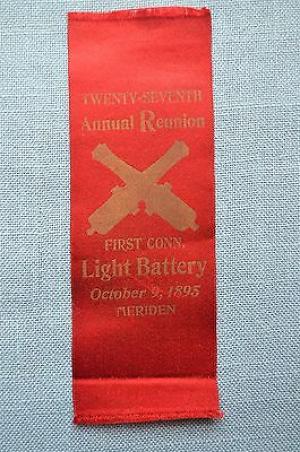 TWENTY-SEVENTH
Annual Reunion
FIRST CONN.
Light Battery
October 9, 1895
MERIDEN